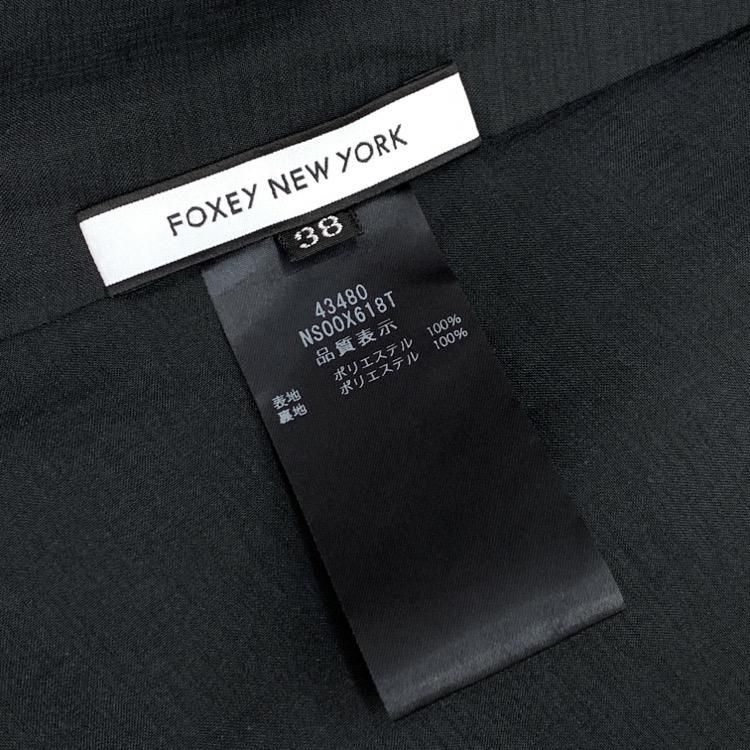 FOXEY NEW YORK
38
43480
NSOOX618T
品質表示
表地 ポリエステル 100%
裏地 ポリエステル 100%